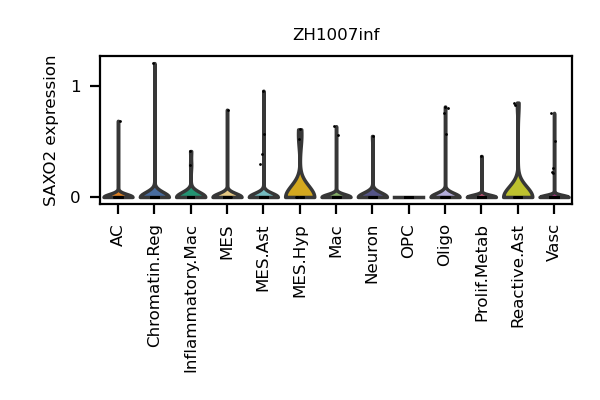 ZH1007inf
SAXO2 expression
1
0
AC
Chromatin.Reg
Inflammatory.Mac
MES
MES.Ast
MES.Hyp
Mac
Neuron
OPC
Oligo
Prolif.Metab
Reactive.Ast
Vasc